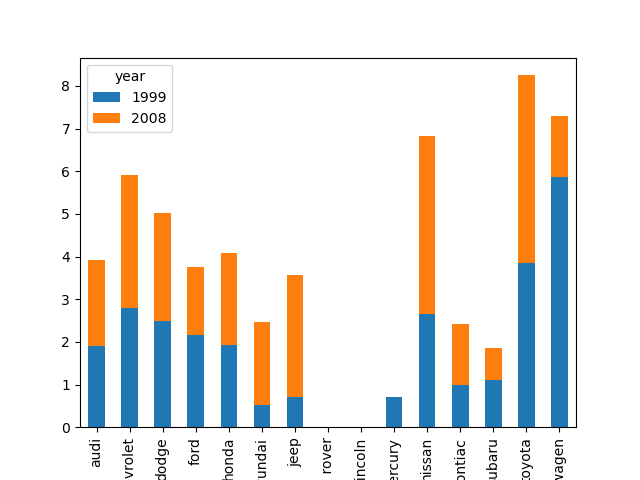 year
1999
2008
8
7
6
5
4
3
2
1
0
audi
vrolet
dodge
ford
honda
undai
jeep
rover
incoln
ercury
nissan
ontiac
ubaru
toyota
wagen